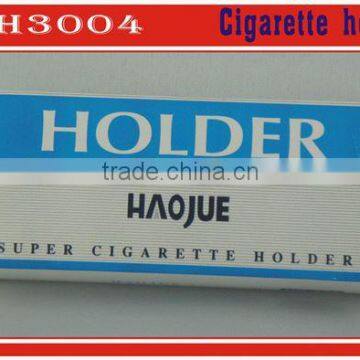 H3004 Cigarette ho
HOLDER
trade.china.cn
HAOJUE
SUPER CIGARETTE HOLDER